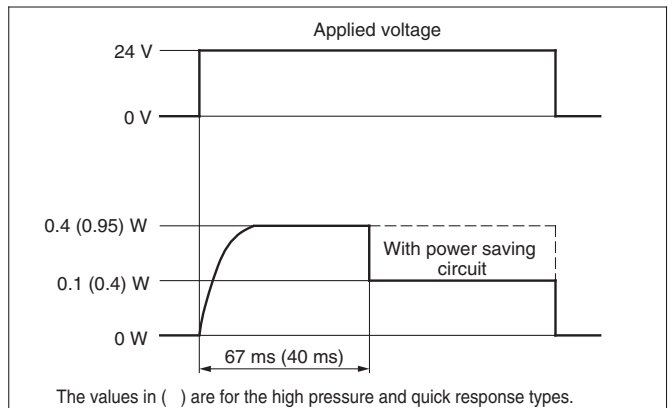 Applied voltage
24 V
0 V
0.4 (0.95) W
With power saving
circuit
0.1 (0.4) W
0 W
67 ms (40 ms)
The values in ( ) are for the high pressure and quick response types.